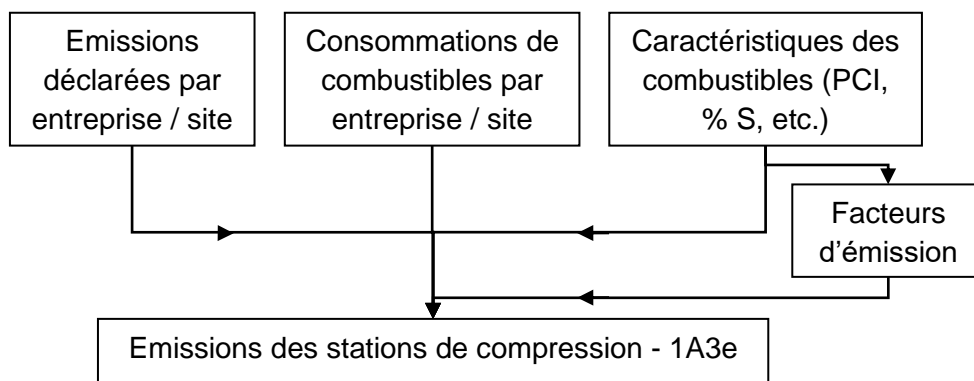 Emissions
déclarées par
entreprise / site
Consommations de
combustibles par
entreprise / site
Caractéristiques des
combustibles (PCI,
% S, etc.)
Facteurs
d’émission
Emissions des stations de compression - 1A3e